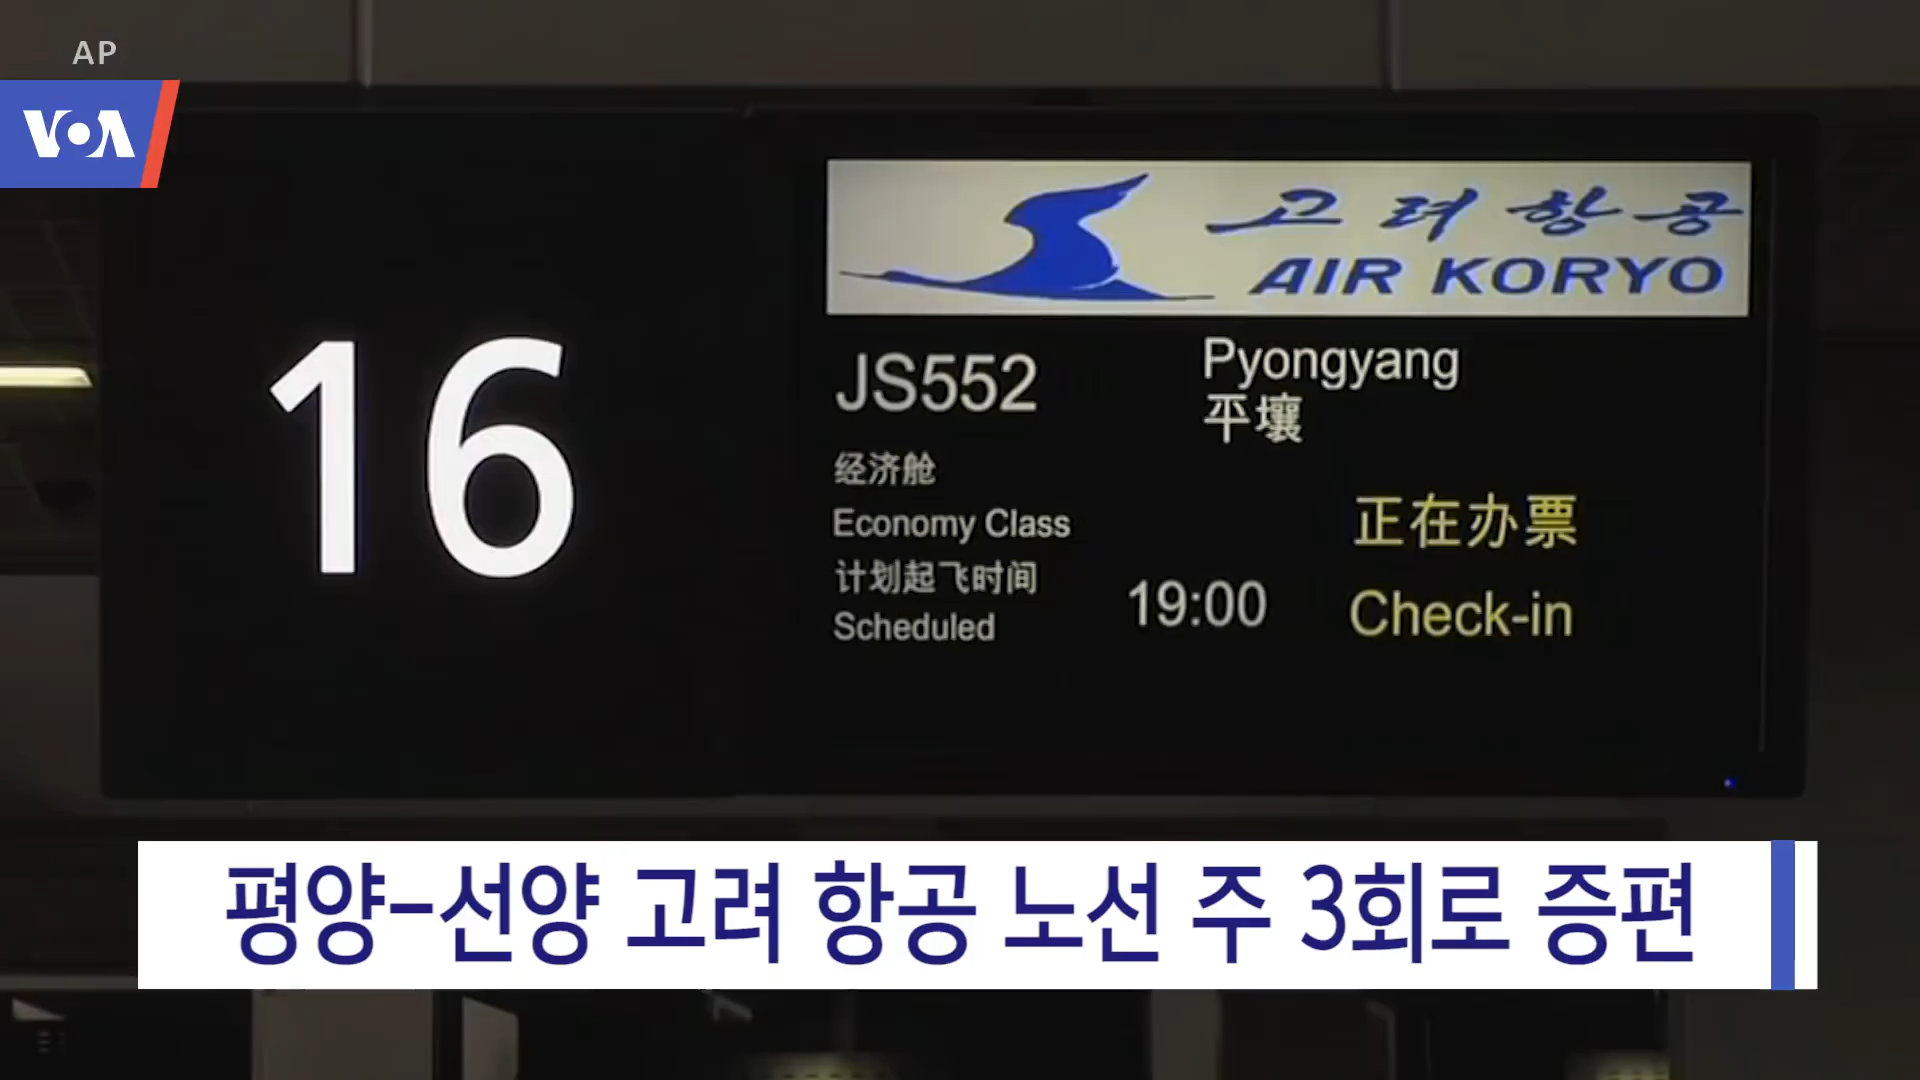 AP
VOA
고려항공
AIR KORYO
16
JS552
Pyongyang
平壤
经济舱
Economy Class
正在办票
计划起飞时间
Scheduled
19:00
Check-in
평양-선양 고려 항공 노선 주 3회로 증편